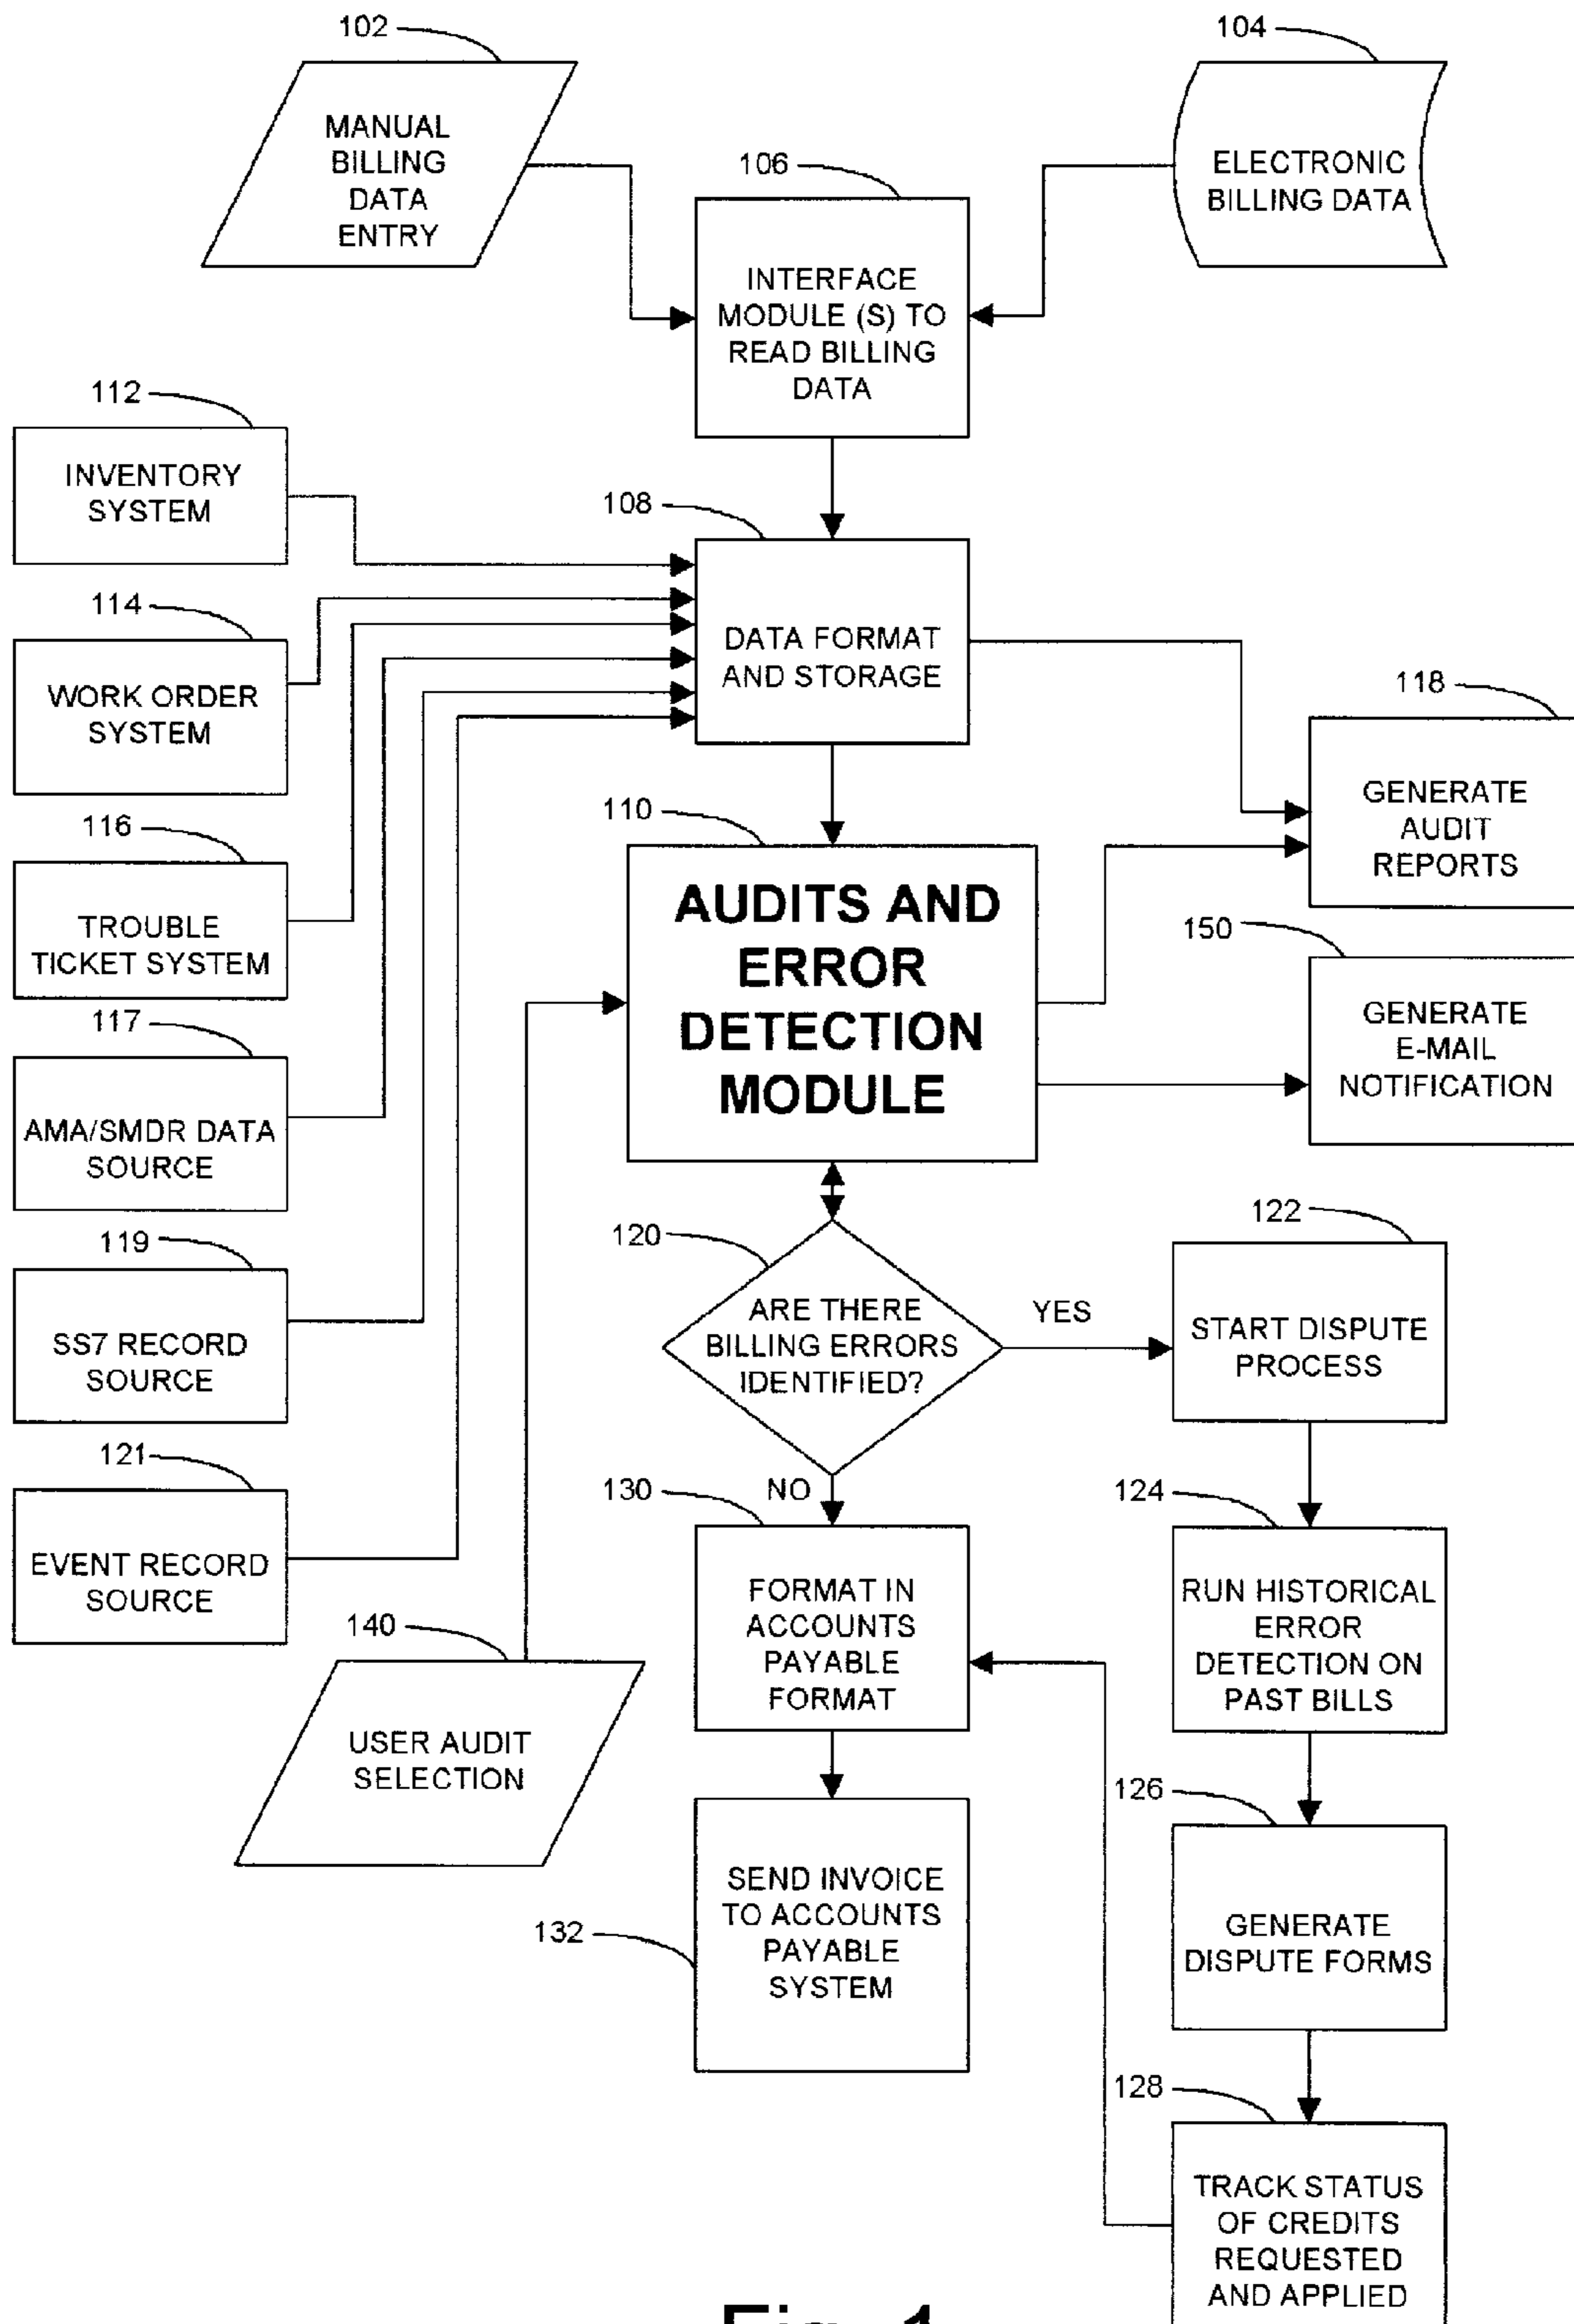 102
104
MANUAL
BILLING
DATA
ENTRY
106
ELECTRONIC
BILLING DATA
INTERFACE
MODULE (S) TO
READ BILLING
DATA
112
INVENTORY
SYSTEM
108
DATA FORMAT
AND STORAGE
114
WORK ORDER
SYSTEM
118
GENERATE
AUDIT
REPORTS
116
TROUBLE
TICKET SYSTEM
110
AUDITS AND
ERROR
DETECTION
MODULE
150
GENERATE
E-MAIL
NOTIFICATION
117
AMA/SMDR DATA
SOURCE
119
SS7 RECORD
SOURCE
120
ARE THERE
BILLING ERRORS
IDENTIFIED?
YES
122
START DISPUTE
PROCESS
121
EVENT RECORD
SOURCE
NO
130
FORMAT IN
ACCOUNTS
PAYABLE
FORMAT
124
RUN HISTORICAL
ERROR
DETECTION ON
PAST BILLS
140
USER AUDIT
SELECTION
132
SEND INVOICE
TO ACCOUNTS
PAYABLE
SYSTEM
126
GENERATE
DISPUTE FORMS
128
TRACK STATUS
OF CREDITS
REQUESTED
AND APPLIED
Fig. 1